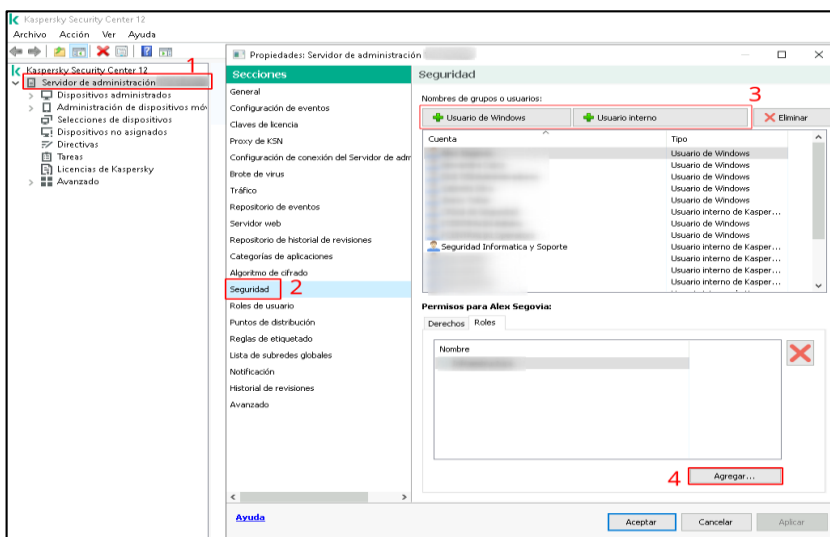 Kaspersky Security Center 12
Archivo Acción Ver Ayuda
1
Kaspersky Security Center 12
Servidor de administración
Dispositivos administrados
Administración de dispositivos móv
Selecciones de dispositivos
Dispositivos no asignados
Directivas
Tareas
Licencias de Kaspersky
Avanzado
Propiedades: Servidor de administración
Secciones
General
Configuración de eventos
Claves de licencia
Proxy de KSN
Configuración de conexión del Servidor de adm
Brote de virus
Tráfico
Repositorio de eventos
Servidor web
Repositorio de historial de revisiones
Categorías de aplicaciones
Algoritmo de cifrado
Seguridad 2
Roles de usuario
Puntos de distribución
Reglas de etiquetado
Lista de subredes globales
Notificación
Historial de revisiones
Avanzado
Ayuda
Seguridad
Nombres de grupos o usuarios:
3
Usuario de Windows Usuario interno Eliminar
Cuenta Tipo
Usuario de Windows
Usuario de Windows
Usuario de Windows
Usuario de Windows
Usuario de Windows
Usuario interno de Kasper...
Usuario de Windows
Usuario de Windows
Seguridad Informatica y Soporte Usuario interno de Kasper...
Usuario interno de Kasper...
Usuario interno de Kasper...
Usuario interno de Kasper...
Permisos para Alex Segovia:
Derechos Roles
Nombre
4 Agregar...
Aceptar Cancelar Aplicar